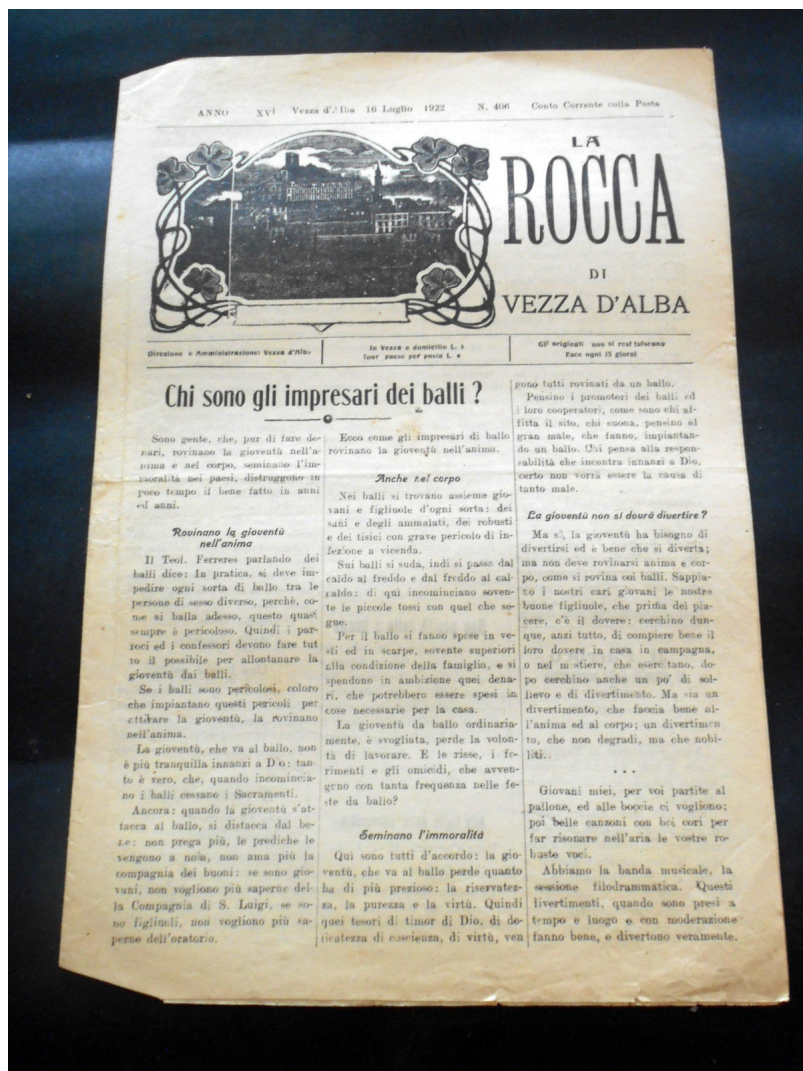 ANNO XVI Vezza d'Alba 16 Luglio 1922 N. 406 Conto Corrente colla Posta
LA
ROCCA
DI
VEZZA D'ALBA
Direzione e Amministrazione: Vezza d'Alba
In Vezza a domicilio L. 5
fuor paese per posta L. 6
Gli originali non si restituiscono
Esce ogni 15 giorni
Chi sono gli impresari dei balli ?
Sono gente, che, pur di fare de-
nari, rovinano la gioventù nell'a-
nima e nel corpo, seminano l'im-
moralità nei paesi, distruggono in
poco tempo il bene fatto in anni
ed anni.
Rovinano la gioventù
nell'anima
Il Teol. Ferreres parlando dei
balli dice: In pratica, si deve im-
pedire ogni sorta di ballo tra le
persone di sesso diverso, perchè, co-
me si balla adesso, questo quasi
sempre è pericoloso. Quindi i par-
roci ed i confessori devono fare tut
to il possibile per allontanare la
gioventù dai balli.
Se i balli sono pericolosi, coloro
che impiantano questi pericoli per
attirare la gioventù, la rovinano
nell'anima.
La gioventù, che va al ballo, non
è più tranquilla innanzi a Dio: tan-
to è vero, che, quando incomincia-
no i balli cessano i Sacramenti.
Ancora: quando la gioventù s'at-
tacca al ballo, si distacca dal be-
ne: non prega più, le prediche le
vengono a noia, non ama più la
compagnia dei buoni: se sono gio-
vani, non vogliono più saperne del-
la Compagnia di S. Luigi, se so-
no figliuoli, non vogliono più sa-
perne dell'oratorio.
Ecco come gli impresari di ballo
rovinano la gioventù nell'anima.
Anche nel corpo
Nei balli si trovano assieme gio-
vani e figliuole d'ogni sorta: dei
sani e degli ammalati, dei robusti
e dei tisici con grave pericolo di in-
fezione a vicenda.
Sui balli si suda, indi si passa dal
caldo al freddo e dal freddo al cal-
caldo: di qui incominciano soven-
te le piccole tossi con quel che se-
gue.
Per il ballo si fanno spese in ve-
sti ed in scarpe, sovente superiori
alla condizione della famiglia, e si
spendono in ambizione quei dena-
ri, che potrebbero essere spesi in
cose necessarie per la casa.
La gioventù da ballo ordinaria-
mente, è svogliata, perde la volon-
tà di lavorare. E le risse, i fe-
rimenti e gli omicidi, che avven-
gono con tanta frequenza nelle fe-
ste da ballo?
Seminano l'immoralità
Qui sono tutti d'accordo: la gio-
ventù, che va al ballo perde quanto
ha di più prezioso: la riservatez-
za, la purezza e la virtù. Quindi
quei tesori di timor di Dio, di de-
licatezza di coscienza, di virtù, ven
gono tutti rovinati da un ballo.
Pensino i promotori dei balli ed
i loro cooperatori, come sono chi af-
fitta il sito, chi suona, pensino al
gran male, che fanno, impiantan-
do un ballo. Chi pensa alla respon-
sabilità che incontra innanzi a Dio,
certo non vorrà essere la causa di
tanto male.
La gioventù non si dovrà divertire?
Ma sì, la gioventù ha bisogno di
divertirsi ed è bene che si diverta;
ma non deve rovinarsi anima e cor-
po, come si rovina coi balli. Sappia-
no i nostri cari giovani le nostre
buone figliuole, che prima del pia-
cere, c'è il dovere: cerchino dun-
que, anzi tutto, di compiere bene il
loro dovere in casa in campagna,
o nel mestiere, che esercitano, do-
po cerchino anche un po' di sol-
lievo e di divertimento. Ma sia un
divertimento, che faccia bene al-
l'anima ed al corpo; un divertimen
to, che non degradi, ma che nobi-
liti.
* * *
Giovani miei, per voi partite al
pallone, ed alle boccie ci vogliono;
poi belle canzoni con bei cori per
far risonare nell'aria le vostre ro-
buste voci.
Abbiamo la banda musicale, la
sessione filodrammatica. Questi
divertimenti, quando sono presi a
tempo e luogo e con moderazione
fanno bene, e divertono veramente.